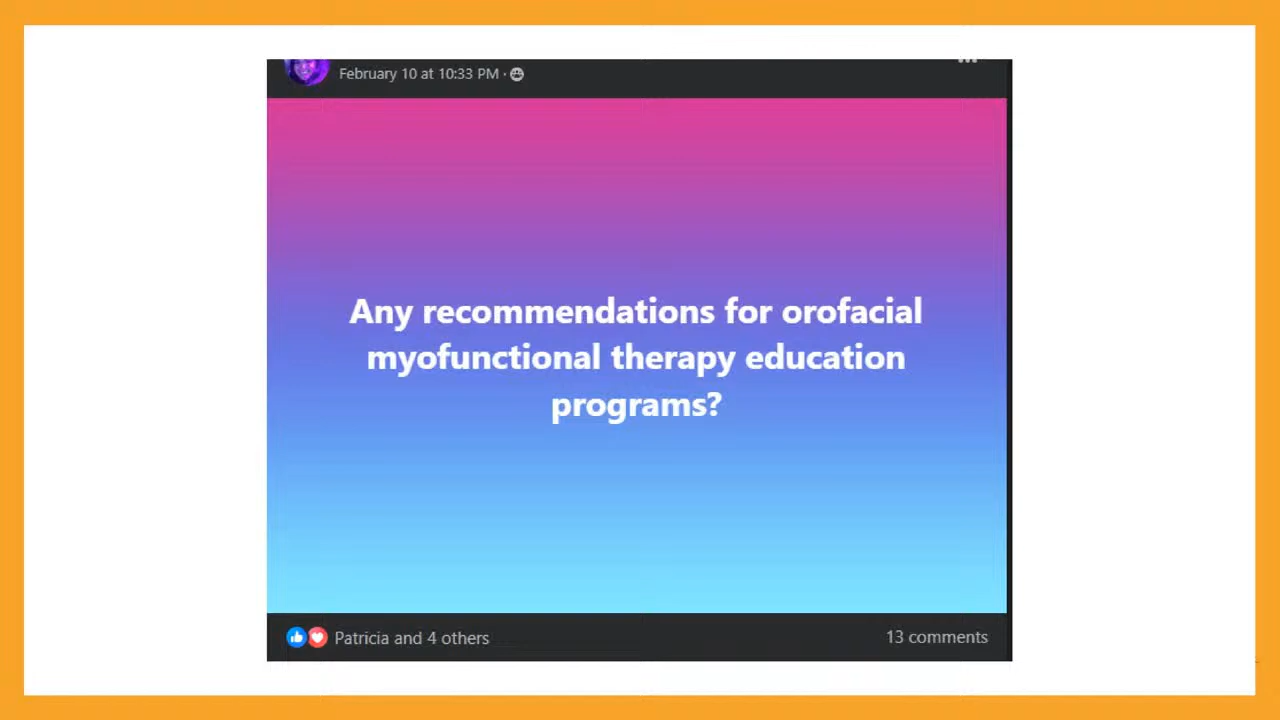 February 10 at 10:33 PM ·
Any recommendations for orofacial
myofunctional therapy education
programs?
Patricia and 4 others
13 comments